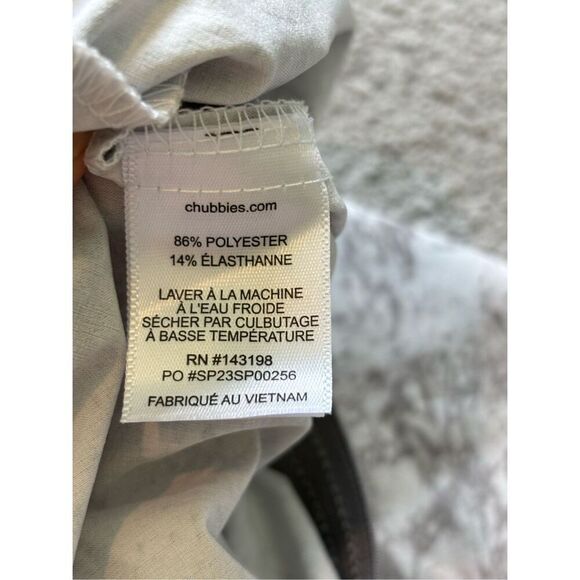 chubbies.com
86% POLYESTER
14% ÉLASTHANNE
LAVER À LA MACHINE
À L'EAU FROIDE
SÉCHER PAR CULBUTAGE
À BASSE TEMPÉRATURE
RN #143198
PO #SP23SP00256
FABRIQUÉ AU VIETNAM